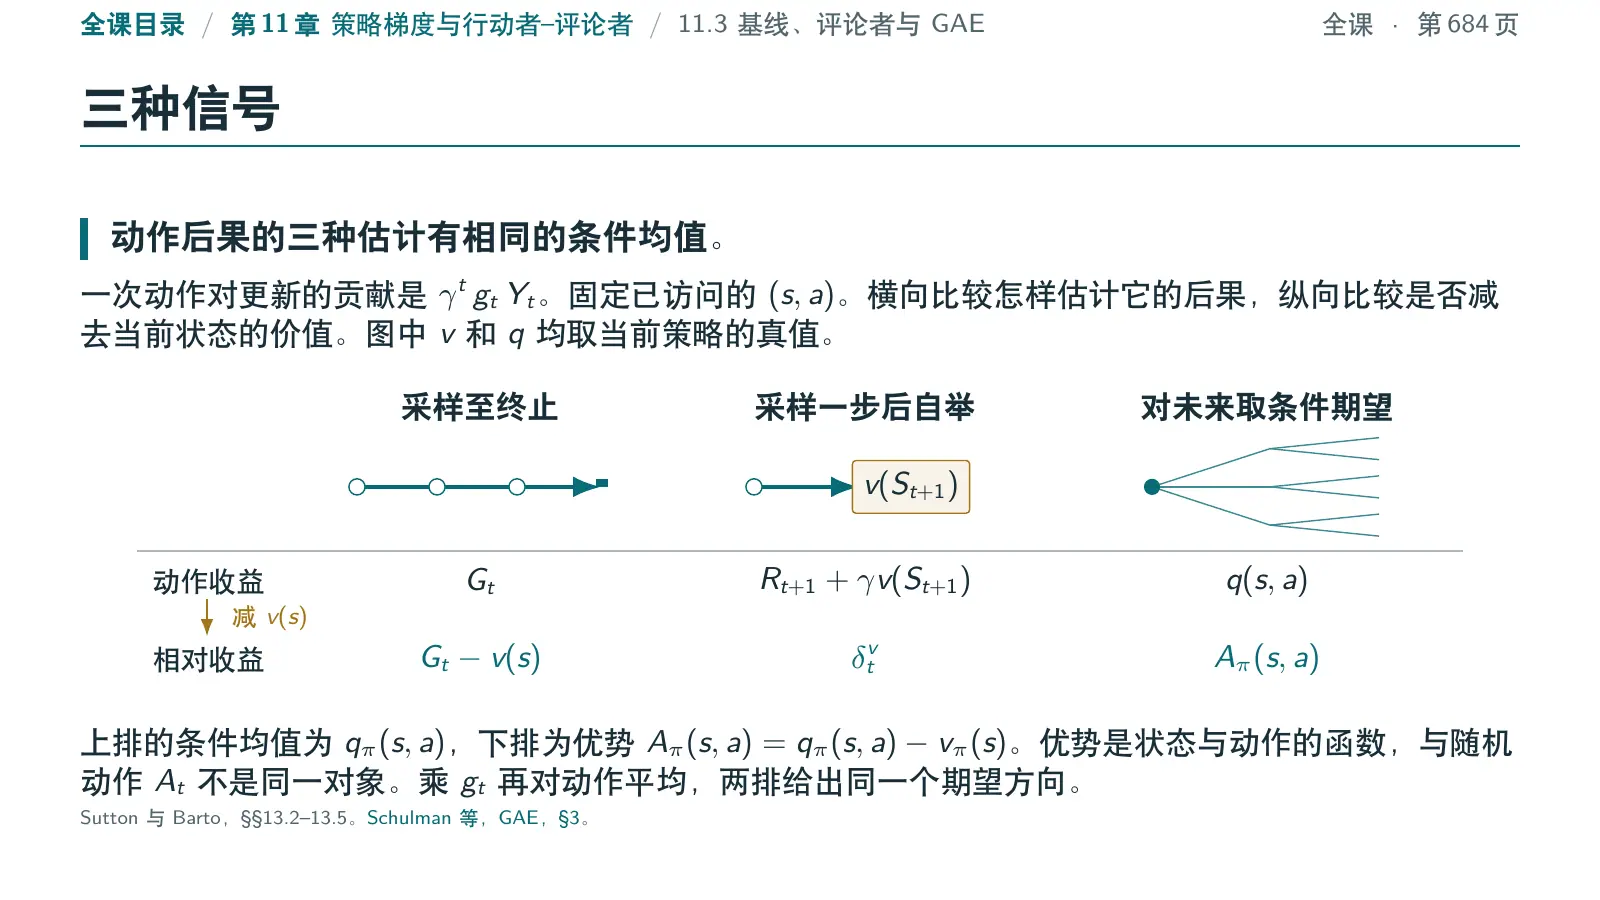 全课目录 / 第 11 章 策略梯度与行动者–评论者 / 11.3 基线、评论者与 GAE 全课 · 第 684 页
三种信号
动作后果的三种估计有相同的条件均值。
一次动作对更新的贡献是 γ^t g_t Y_t。固定已访问的 (s, a)。横向比较怎样估计它的后果，纵向比较是否减
去当前状态的价值。图中 v 和 q 均取当前策略的真值。
采样至终止 采样一步后自举 对未来取条件期望
v(S_{t+1})
动作收益 G_t R_{t+1} + γv(S_{t+1}) q(s, a)
减 v(s)
相对收益 G_t − v(s) δ_t^v A_π(s, a)
上排的条件均值为 q_π(s, a)，下排为优势 A_π(s, a) = q_π(s, a) − v_π(s)。优势是状态与动作的函数，与随机
动作 A_t 不是同一对象。乘 g_t 再对动作平均，两排给出同一个期望方向。
Sutton 与 Barto，§§13.2–13.5。Schulman 等，GAE，§3。